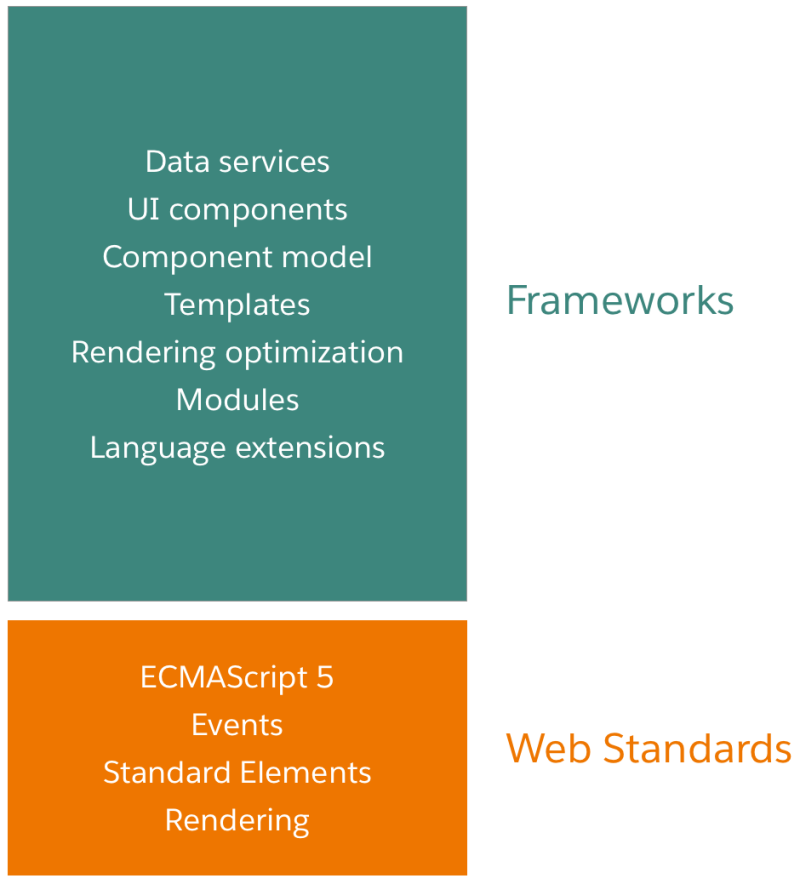 Data services
UI components
Component model
Templates
Rendering optimization
Modules
Language extensions
Frameworks
ECMAScript 5
Events
Standard Elements
Rendering
Web Standards